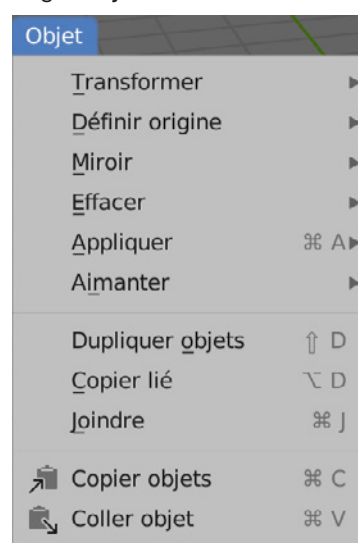 Objet
Transformer
Définir origine
Miroir
Effacer
Appliquer ⌘ A
Aimanter
Dupliquer objets ⇧ D
Copier lié ⌥ D
Joindre ⌘ J
Copier objets ⌘ C
Coller objet ⌘ V